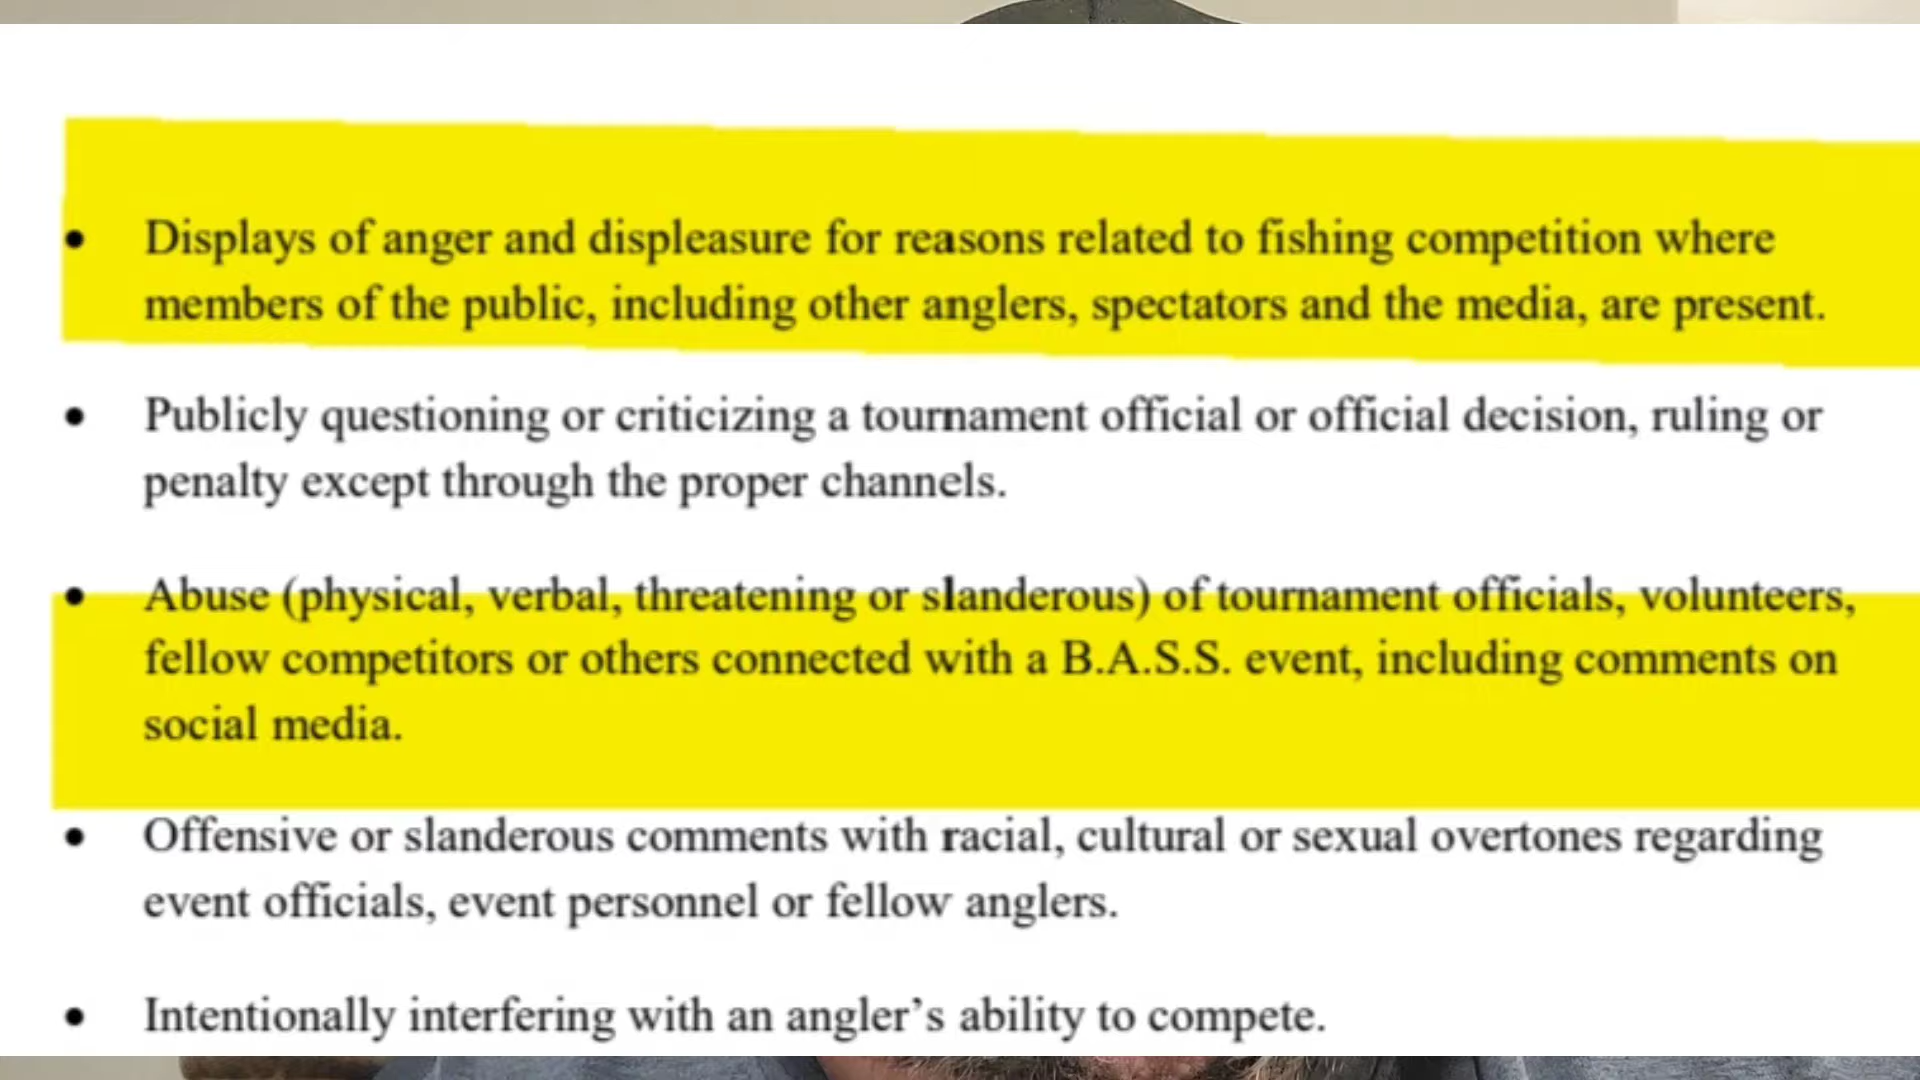 • Displays of anger and displeasure for reasons related to fishing competition where
members of the public, including other anglers, spectators and the media, are present.
• Publicly questioning or criticizing a tournament official or official decision, ruling or
penalty except through the proper channels.
• Abuse (physical, verbal, threatening or slanderous) of tournament officials, volunteers,
fellow competitors or others connected with a B.A.S.S. event, including comments on
social media.
• Offensive or slanderous comments with racial, cultural or sexual overtones regarding
event officials, event personnel or fellow anglers.
• Intentionally interfering with an angler’s ability to compete.